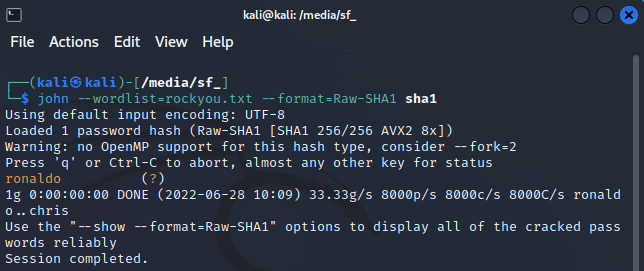 kali@kali: /media/sf_
File Actions Edit View Help
┌──(kali㉿kali)-[/media/sf_]
└─$ john --wordlist=rockyou.txt --format=Raw-SHA1 sha1
Using default input encoding: UTF-8
Loaded 1 password hash (Raw-SHA1 [SHA1 256/256 AVX2 8x])
Warning: no OpenMP support for this hash type, consider --fork=2
Press 'q' or Ctrl-C to abort, almost any other key for status
ronaldo          (?)
1g 0:00:00:00 DONE (2022-06-28 10:09) 33.33g/s 8000p/s 8000c/s 8000C/s ronald
o..chris
Use the "--show --format=Raw-SHA1" options to display all of the cracked pass
words reliably
Session completed.